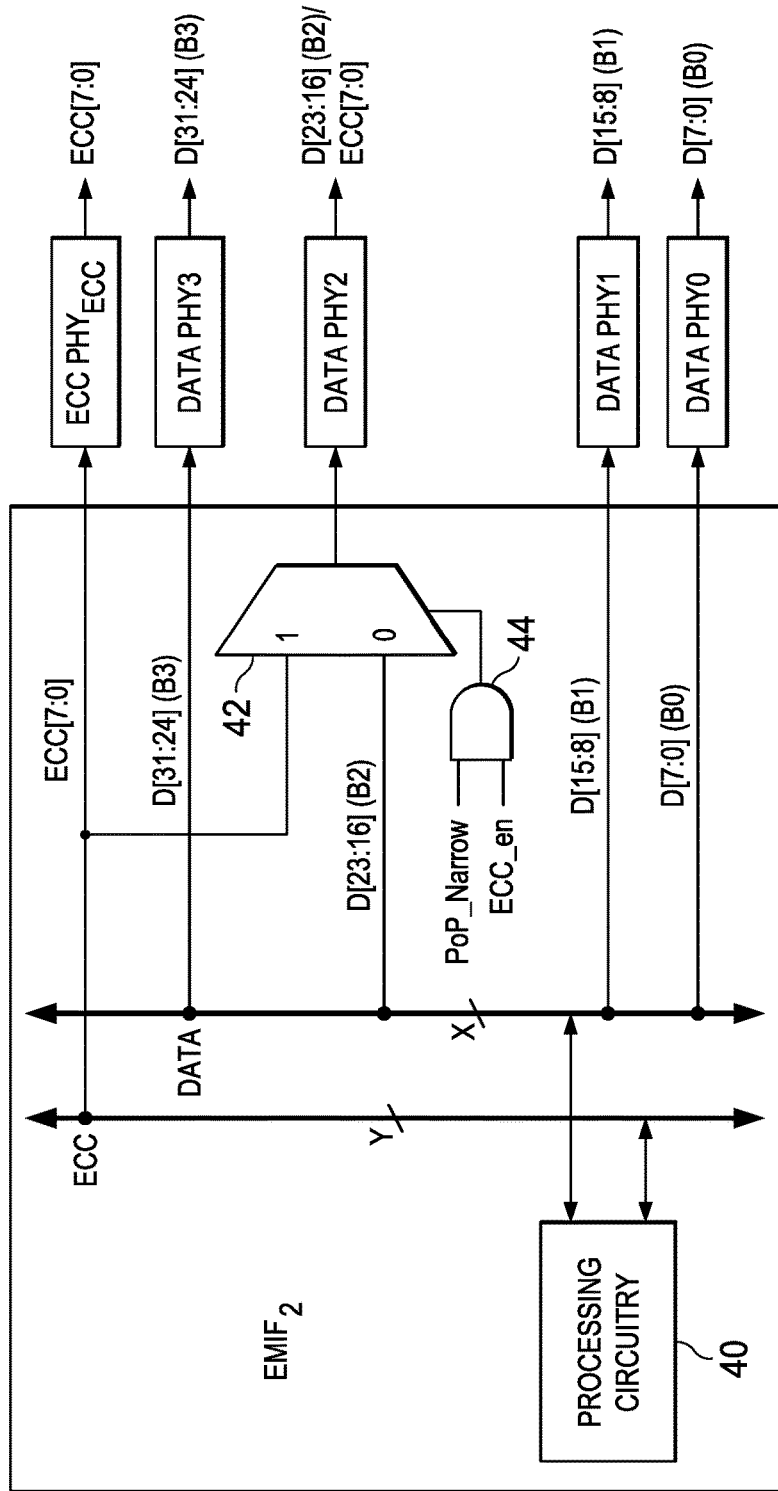 EMIF2
PROCESSING
CIRCUITRY
40
ECC
Y
DATA
X
ECC[7:0]
D[31:24] (B3)
D[23:16] (B2)
42
1
0
PoP_Narrow
ECC_en
44
D[15:8] (B1)
D[7:0] (B0)
ECC PHYECC
DATA PHY3
DATA PHY2
DATA PHY1
DATA PHY0
ECC[7:0]
D[31:24] (B3)
D[23:16] (B2)/
ECC[7:0]
D[15:8] (B1)
D[7:0] (B0)